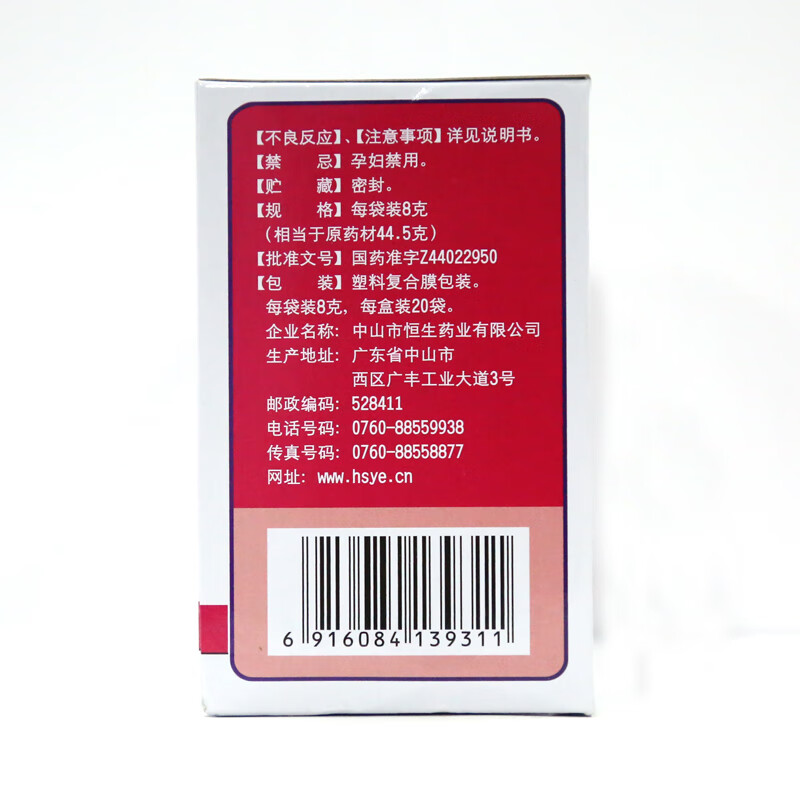 【不良反应】、【注意事项】详见说明书。
【禁　　忌】孕妇禁用。
【贮　　藏】密封。
【规　　格】每袋装8克
（相当于原药材44.5克）
【批准文号】国药准字Z44022950
【包　　装】塑料复合膜包装。
每袋装8克，每盒装20袋。
企业名称：中山市恒生药业有限公司
生产地址：广东省中山市
西区广丰工业大道3号
邮政编码：528411
电话号码：0760-88559938
传真号码：0760-88558877
网址：www.hsye.cn
6 916084 139311